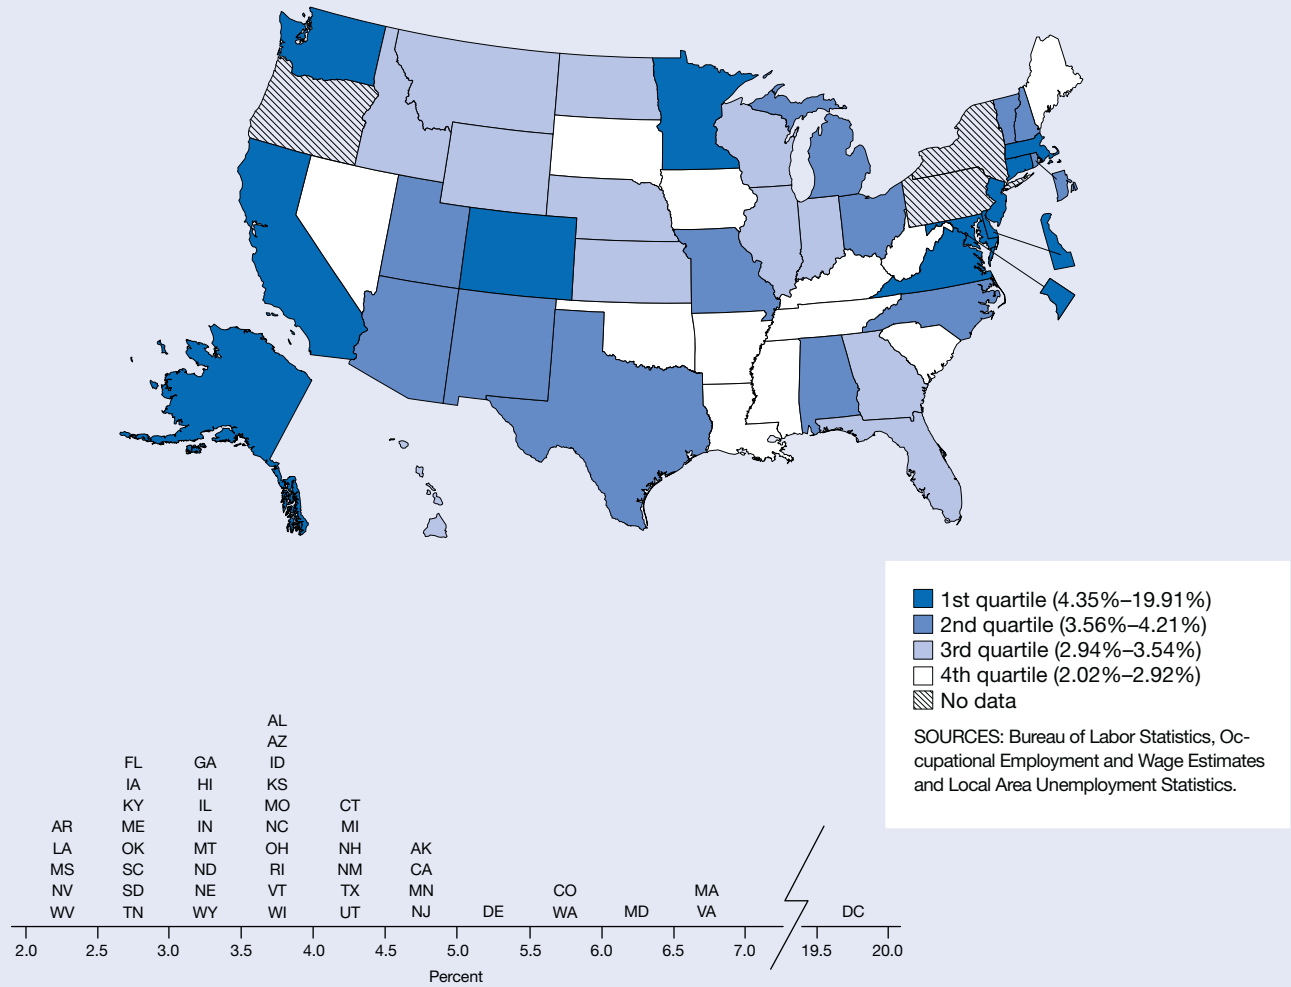 1st quartile (4.35%–19.91%)
2nd quartile (3.56%–4.21%)
3rd quartile (2.94%–3.54%)
4th quartile (2.02%–2.92%)
No data
SOURCES: Bureau of Labor Statistics, Oc-
cupational Employment and Wage Estimates
and Local Area Unemployment Statistics.
AL
AZ
FL GA ID
IA HI KS
KY IL MO CT
AR ME IN NC MI
LA OK MT OH NH AK
MS SC ND RI NM CA
NV SD NE VT TX MN CO MA
WV TN WY WI UT NJ DE WA MD VA DC
2.0 2.5 3.0 3.5 4.0 4.5 5.0 5.5 6.0 6.5 7.0 19.5 20.0
Percent